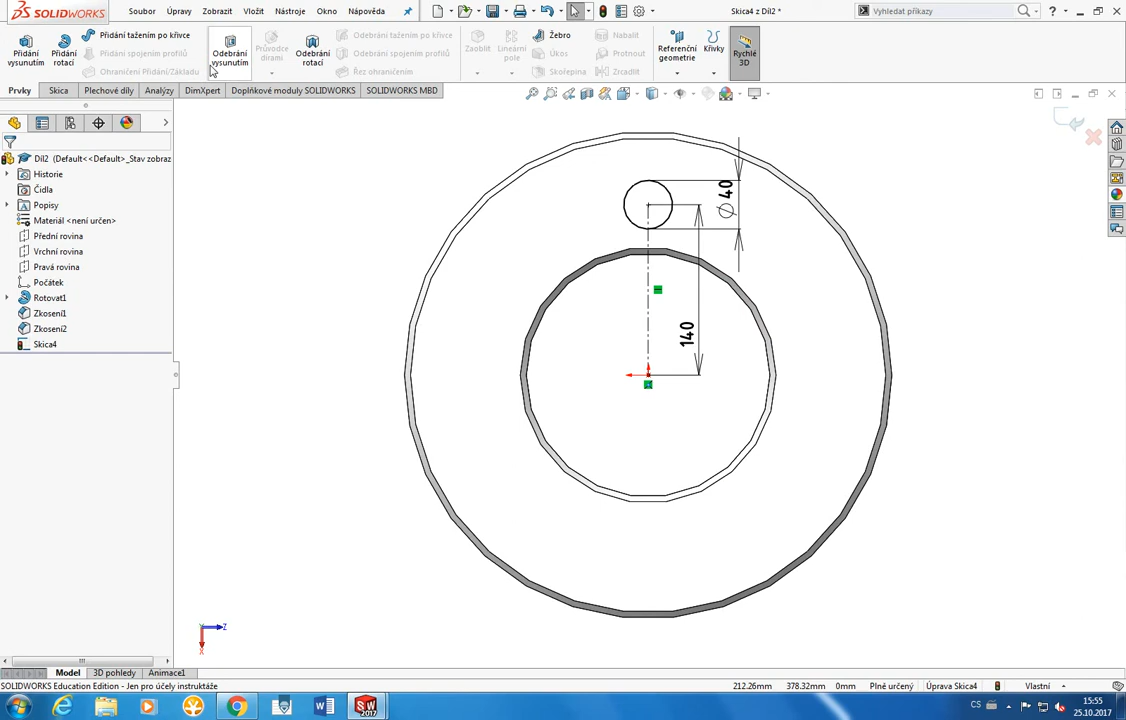 SOLIDWORKS
Soubor
Úpravy
Zobrazit
Vložit
Nástroje
Okno
Nápověda
Skica4 z Díl2 *
Vyhledat příkazy
Přidání vysunutím
Přidání rotací
Přidání tažením po křivce
Přidání spojením profilů
Ohraničení Přidání/Základu
Odebrání vysunutím
Průvodce dírami
Odebrání rotací
Odebrání tažením po křivce
Odebrání spojením profilů
Řez ohraničením
Zaoblit
Lineární pole
Žebro
Úkos
Skořepina
Nabalit
Protnout
Zrcadlit
Referenční geometrie
Křivky
Rychlé 3D
Prvky
Skica
Plechové díly
Analýzy
DimXpert
Doplňkové moduly SOLIDWORKS
SOLIDWORKS MBD
Díl2 (Default<<Default>_Stav zobraz
Historie
Čidla
Popisy
Materiál <není určen>
Přední rovina
Vrchní rovina
Pravá rovina
Počátek
Rotovat1
Zkosení1
Zkosení2
Skica4
∅ 40
140
Z
X
Model
3D pohledy
Animace1
SOLIDWORKS Education Edition - Jen pro účely instruktáže
212.26mm
378.32mm
0mm
Plně určený
Úprava Skica4
Vlastní
CS
15:55
25.10.2017